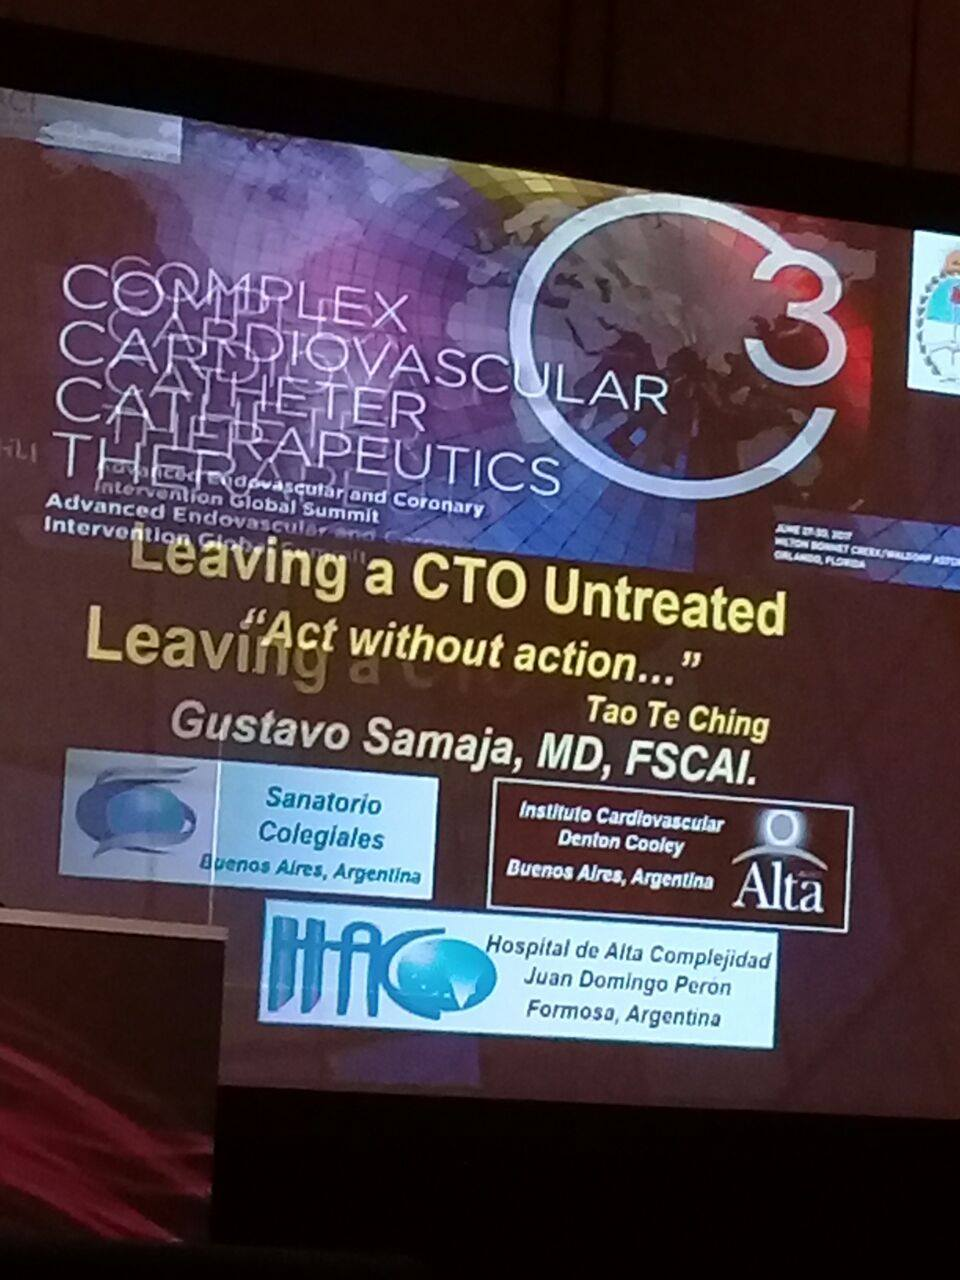 COMPLEX
CARDIOVASCULAR
CATHETER
THERAPEUTICS
3
Advanced Endovascular and Coronary
Intervention Global Summit
Advanced Endovascular and Coronary
Intervention Global Summit
JUNE 27-30, 2017
HILTON BONNET CREEK/WALDORF
ORLANDO, FLORIDA
Leaving a CTO Untreated
Leaving a CTO
“Act without action...”
Tao Te Ching
Gustavo Samaja, MD, FSCAI.
Sanatorio
Colegiales
Buenos Aires, Argentina
Instituto Cardiovascular
Denton Cooley
Buenos Aires, Argentina
Alta
HAC
Hospital de Alta Complejidad
Juan Domingo Perón
Formosa, Argentina